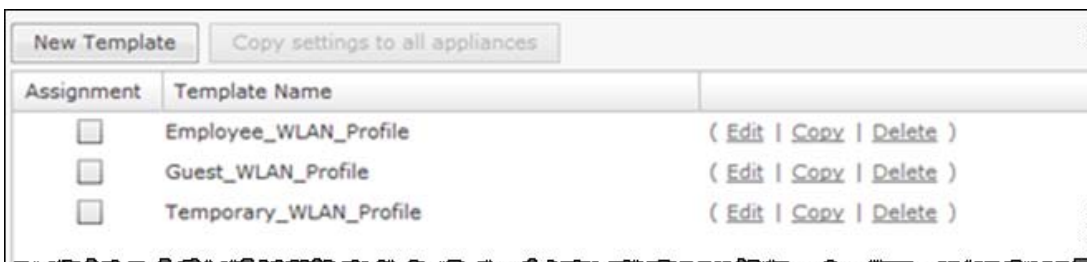 New Template Copy settings to all appliances
Assignment Template Name
Employee_WLAN_Profile ( Edit | Copy | Delete )
Guest_WLAN_Profile ( Edit | Copy | Delete )
Temporary_WLAN_Profile ( Edit | Copy | Delete )